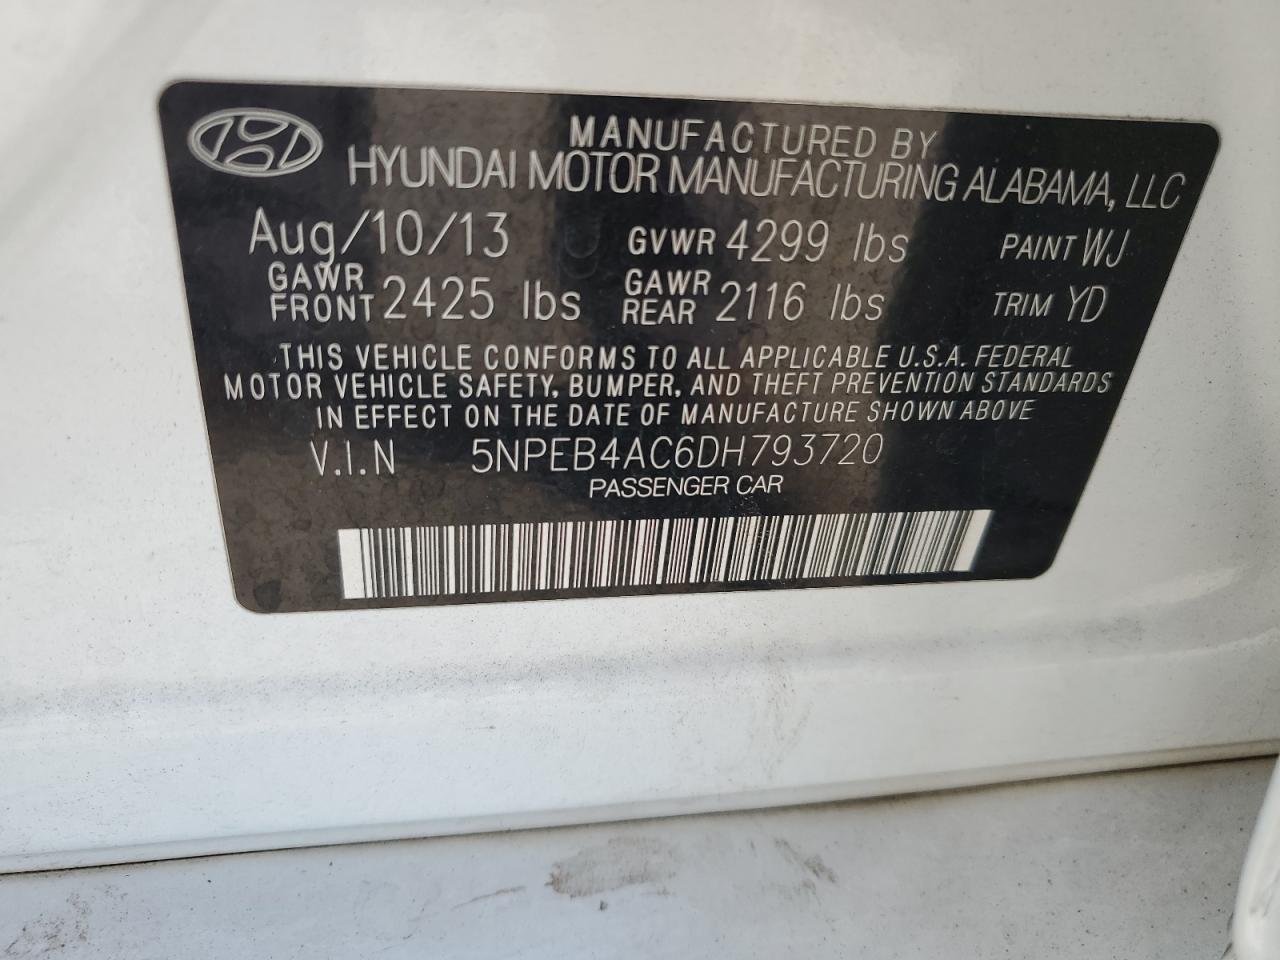 MANUFACTURED BY
HYUNDAI MOTOR MANUFACTURING ALABAMA, LLC
Aug/10/13 GVWR 4299 lbs PAINT WJ
GAWR FRONT 2425 lbs GAWR REAR 2116 lbs TRIM YD
THIS VEHICLE CONFORMS TO ALL APPLICABLE U.S.A. FEDERAL
MOTOR VEHICLE SAFETY, BUMPER, AND THEFT PREVENTION STANDARDS
IN EFFECT ON THE DATE OF MANUFACTURE SHOWN ABOVE
V.I.N 5NPEB4AC6DH793720
PASSENGER CAR